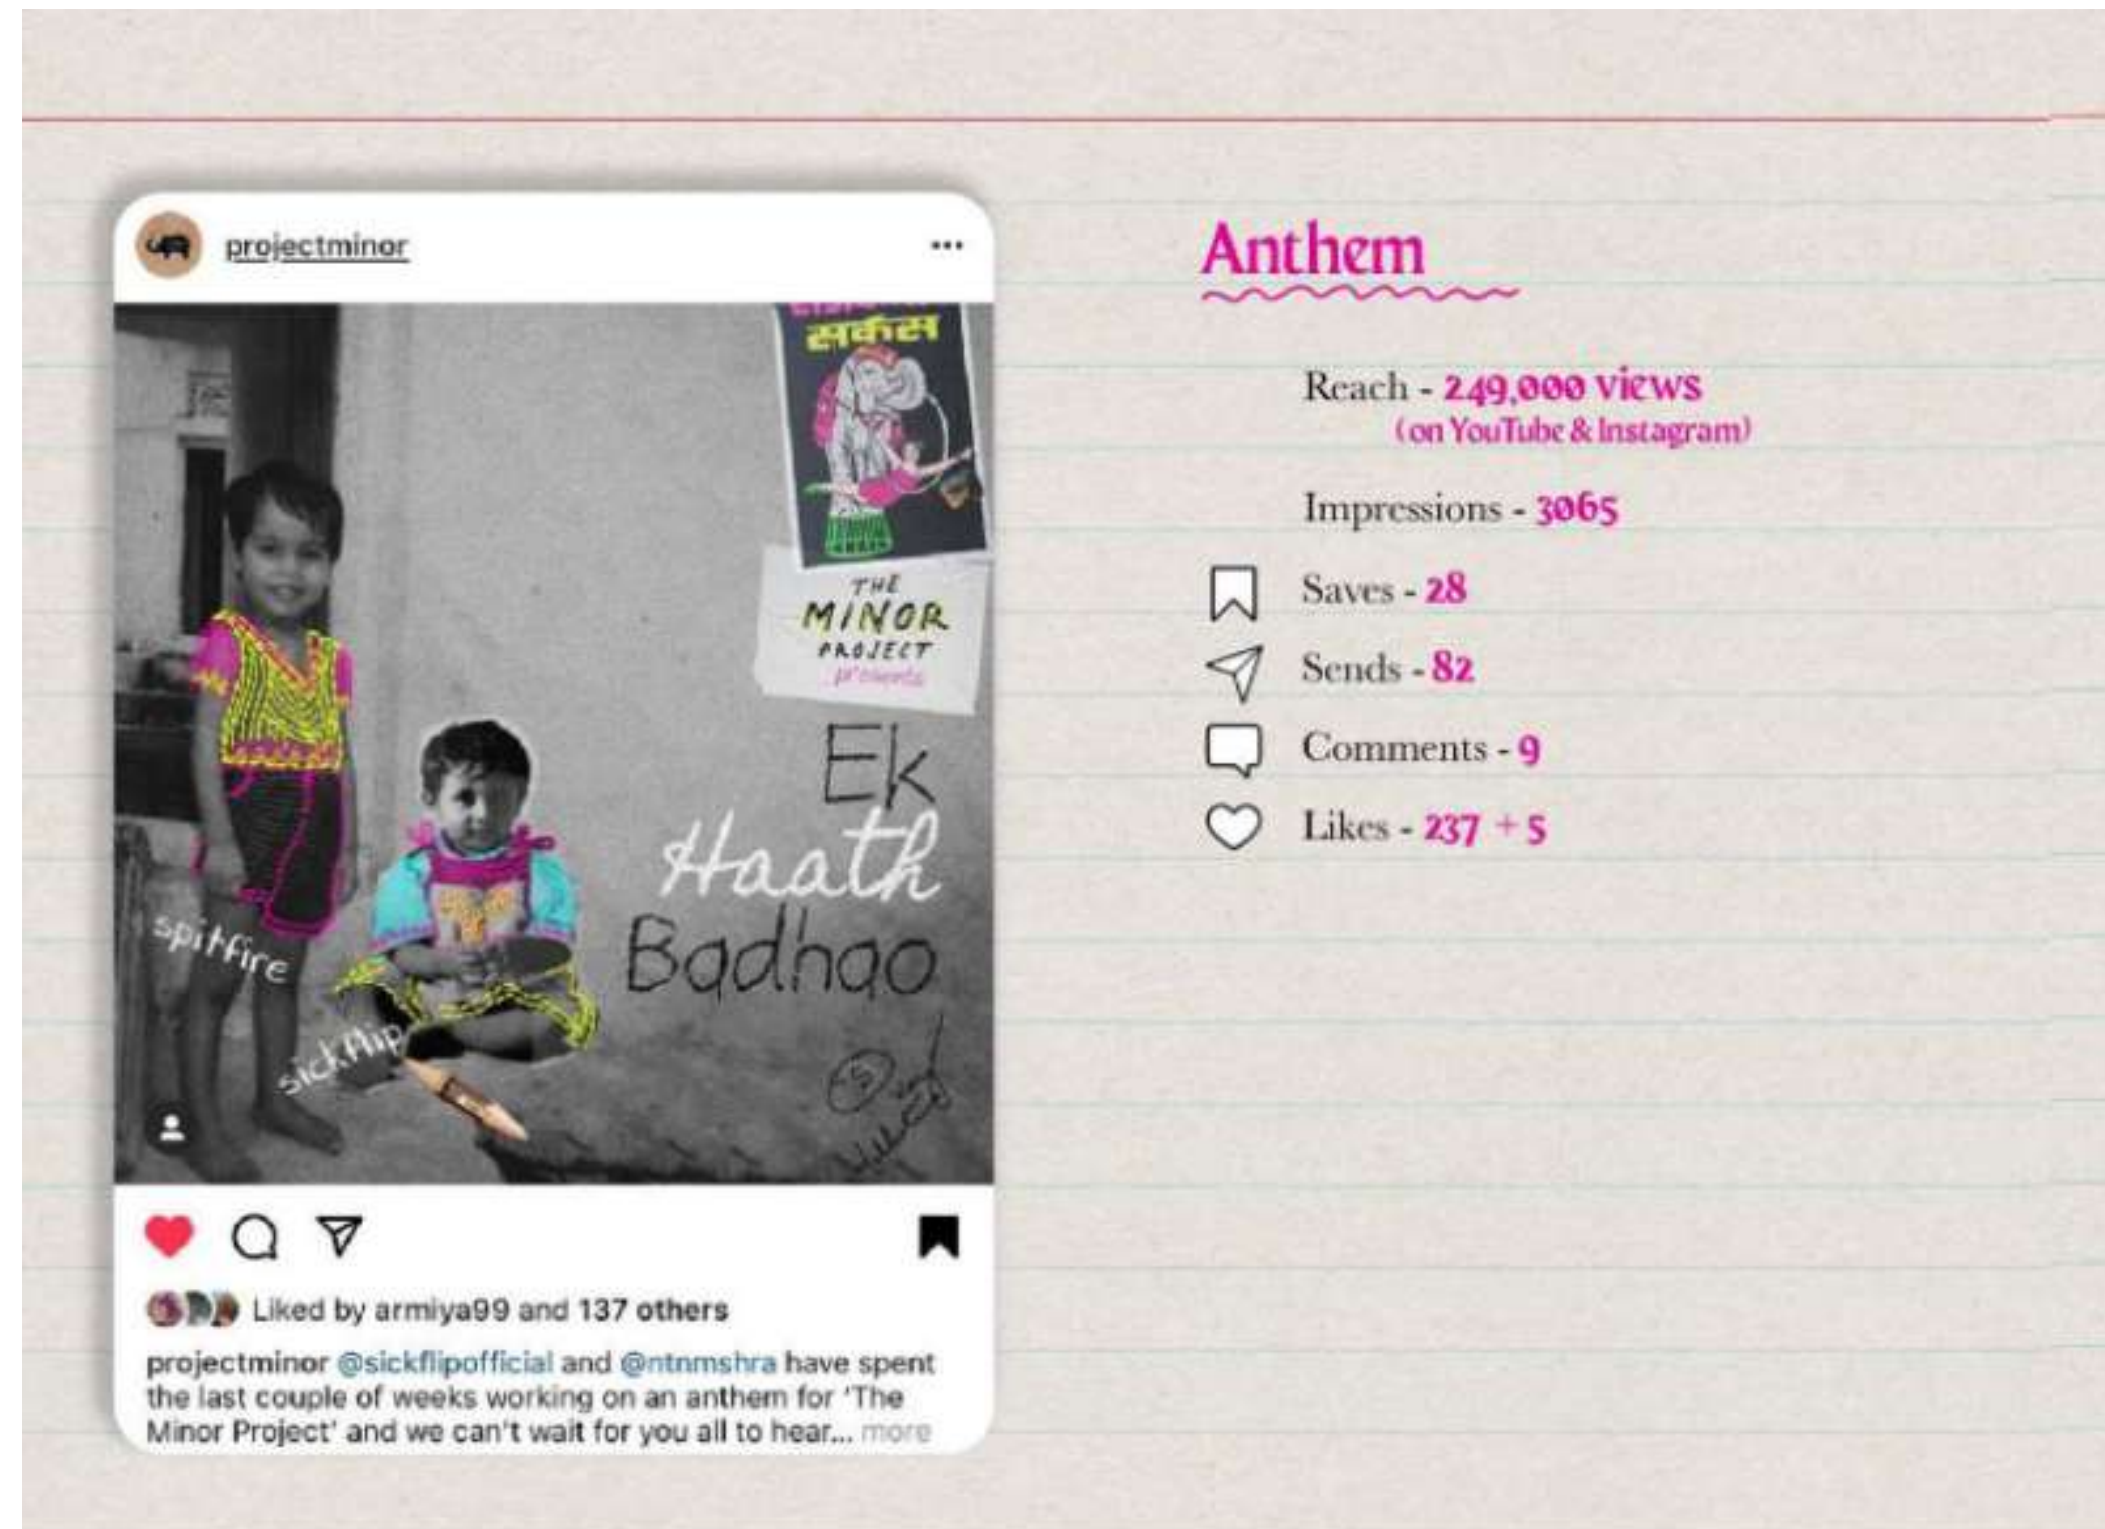 projectminor
सर्कस
THE
MINOR
PROJECT
presents
Ek
Haath
Badhao
spitfire
sickflip
Liked by armiya99 and 137 others
projectminor @sickflipofficial and @ntnmshra have spent
the last couple of weeks working on an anthem for 'The
Minor Project' and we can't wait for you all to hear... more
Anthem
Reach - 249,000 views
(on YouTube & Instagram)
Impressions - 3065
Saves - 28
Sends - 82
Comments - 9
Likes - 237 + 5